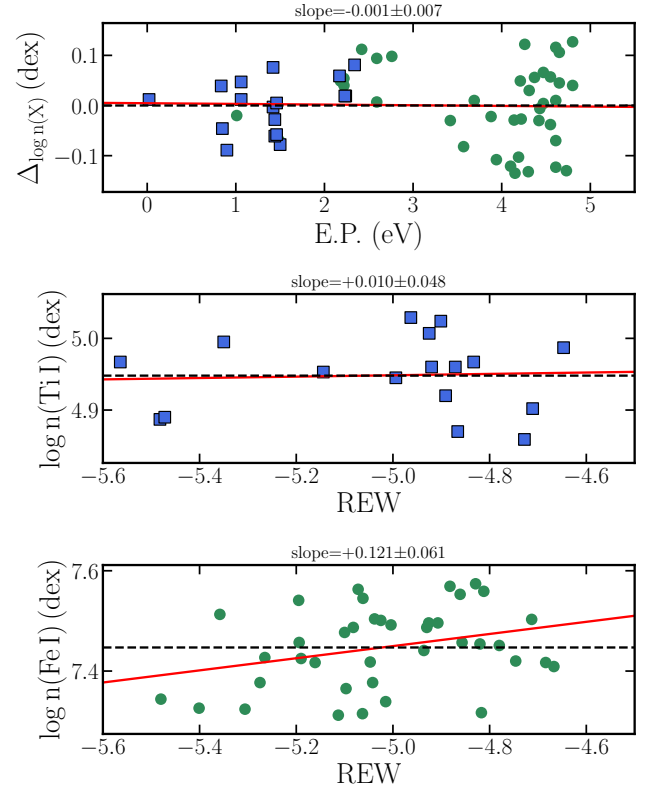 slope=-0.001±0.007
Δlog n(X) (dex)
0.1
0.0
−0.1
0 1 2 3 4 5
E.P. (eV)
slope=+0.010±0.048
log n(Ti I) (dex)
5.0
4.9
−5.6 −5.4 −5.2 −5.0 −4.8 −4.6
REW
slope=+0.121±0.061
log n(Fe I) (dex)
7.6
7.4
−5.6 −5.4 −5.2 −5.0 −4.8 −4.6
REW